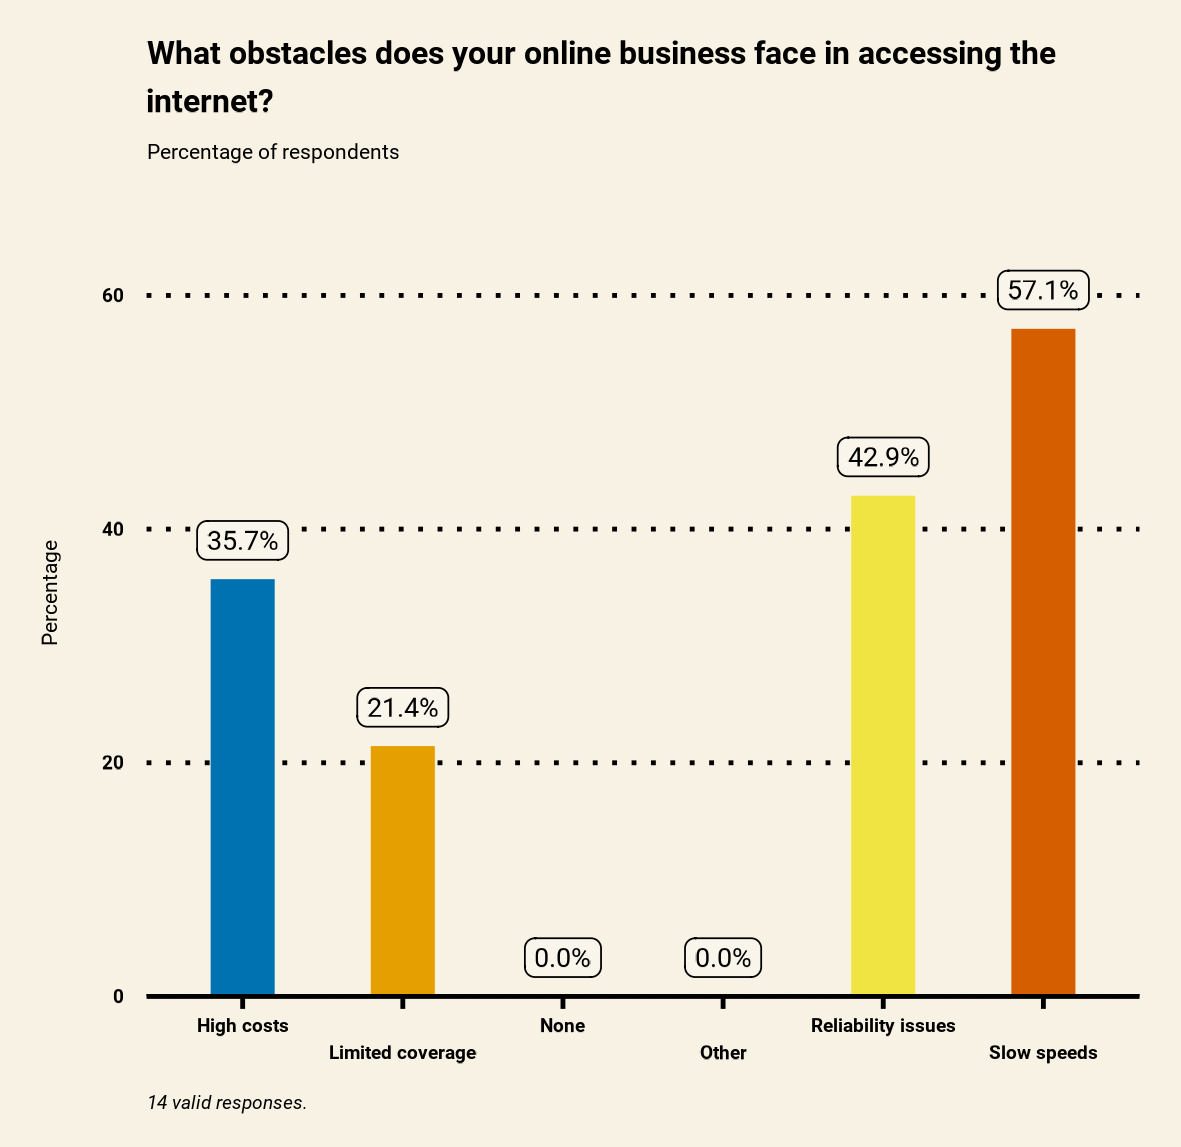 What obstacles does your online business face in accessing the
internet?
Percentage of respondents
60
57.1%
42.9%
40
35.7%
Percentage
21.4%
20
0.0%
0.0%
0
High costs
None
Reliability issues
Limited coverage
Other
Slow speeds
14 valid responses.